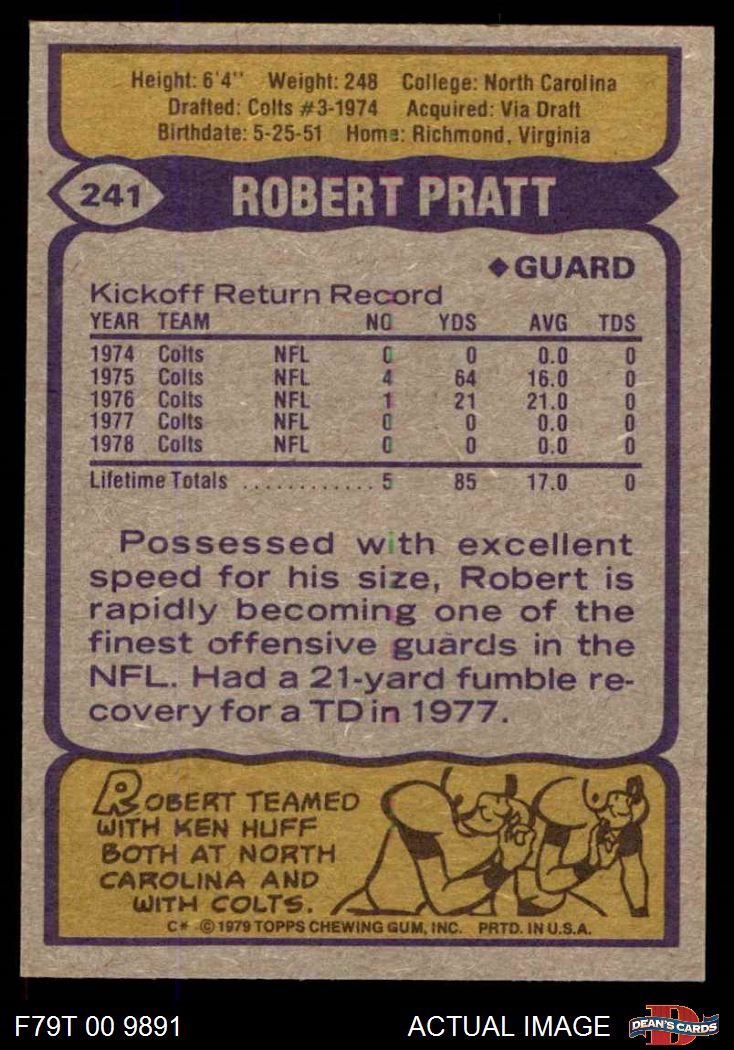 Height: 6'4" Weight: 248 College: North Carolina
Drafted: Colts #3-1974 Acquired: Via Draft
Birthdate: 5-25-51 Home: Richmond, Virginia
241 ROBERT PRATT
◆GUARD
Kickoff Return Record
YEAR TEAM NO YDS AVG TDS
1974 Colts NFL 0 0 0.0 0
1975 Colts NFL 4 64 16.0 0
1976 Colts NFL 1 21 21.0 0
1977 Colts NFL 0 0 0.0 0
1978 Colts NFL 0 0 0.0 0
Lifetime Totals ............ 5 85 17.0 0
Possessed with excellent
speed for his size, Robert is
rapidly becoming one of the
finest offensive guards in the
NFL. Had a 21-yard fumble re-
covery for a TD in 1977.
ROBERT TEAMED
WITH KEN HUFF
BOTH AT NORTH
CAROLINA AND
WITH COLTS.
C* © 1979 TOPPS CHEWING GUM, INC. PRTD. IN U.S.A.
F79T 00 9891 ACTUAL IMAGE DEAN'S CARDS